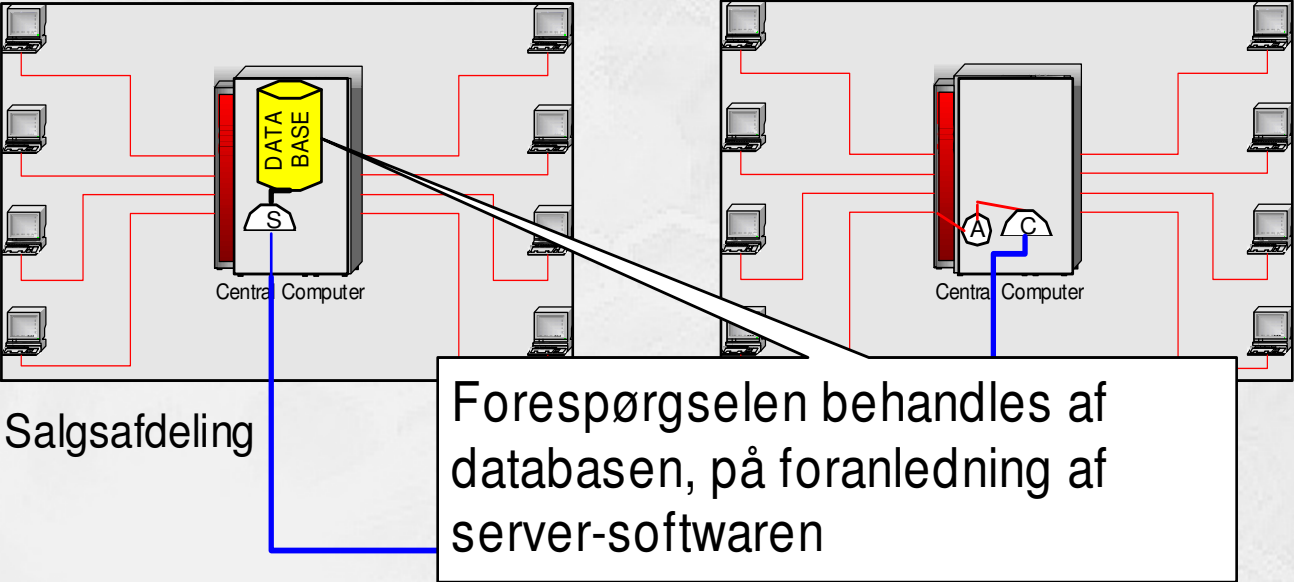 DATA
BASE
S
Central Computer
A
C
Central Computer
Salgsafdeling
Forespørgselen behandles af
databasen, på foranledning af
server-softwaren